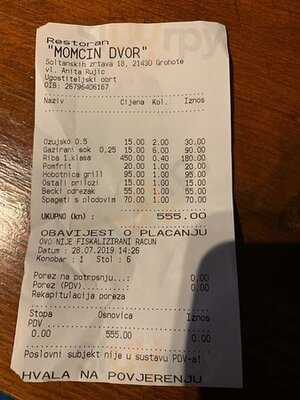 Restoran
"MOMCIN DVOR"
Soltanskih zrtava 18, 21430 Grohote
vl. Anita Rujic
Ugostiteljski obrt
OIB: 26796406167
Naziv Cijena Kol. Iznos
Ozujsko 0.5 15.00 2.00 30.00
Gazirani sok 0,25 15.00 6.00 90.00
Riba 1.klasa 450.00 0.40 180.00
Pomfrit 20.00 1.00 20.00
Hobotnica grill 95.00 1.00 95.00
Ostali prilozi 15.00 1.00 15.00
Becki odrezak 55.00 1.00 55.00
Spageti s plodovim 70.00 1.00 70.00
UKUPNO (kn) : 555.00
OBAVIJEST O PLACANJU
OVO NIJE FISKALIZIRANI RACUN
Datum : 28.07.2019 14:26
Konobar : 1 Stol : 6
Porez na potrosnju: 0.00
Porez (PDV) 0.00
Rekapitulacija poreza
Stopa Osnovica Iznos
PDV
0.00 555.00 0.00
Poslovni subjekt nije u sustavu PDV-a!
HVALA NA POVJERENJU